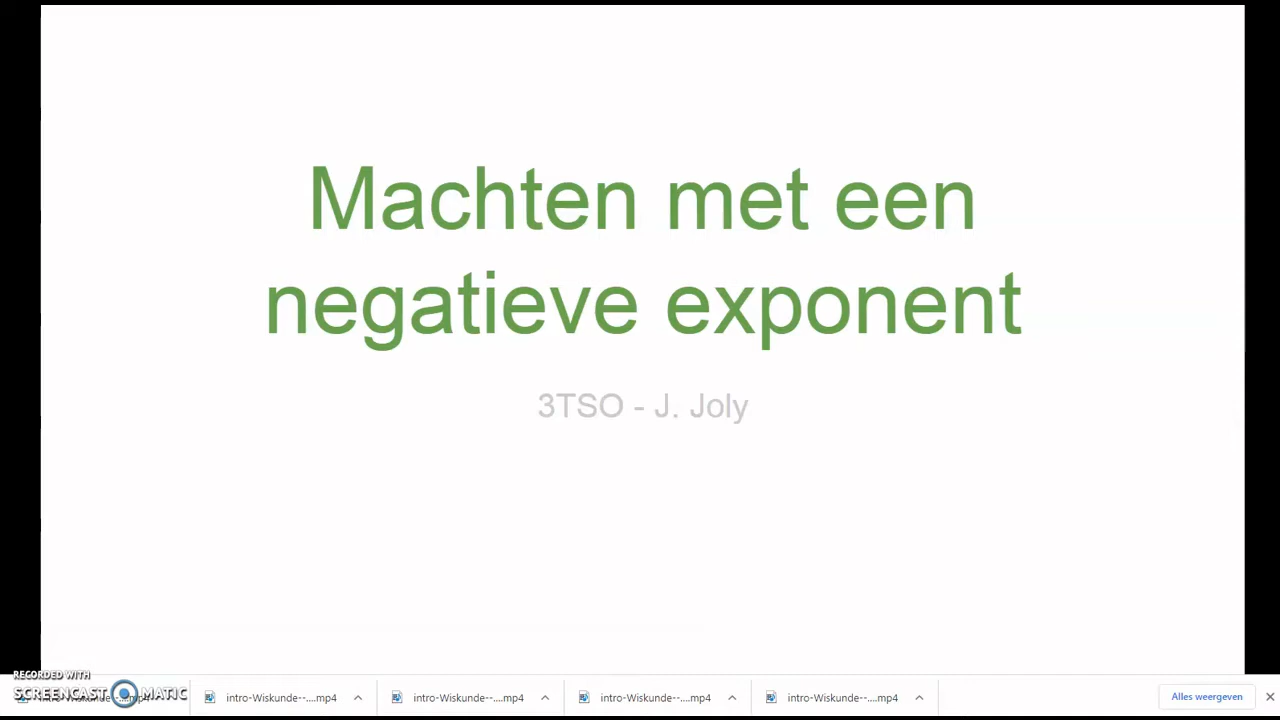 Machten met een
negatieve exponent
3TSO - J. Joly
RECORDED WITH
SCREENCAST MATIC
intro-Wiskunde--....mp4
intro-Wiskunde--....mp4
intro-Wiskunde--....mp4
intro-Wiskunde--....mp4
Alles weergeven